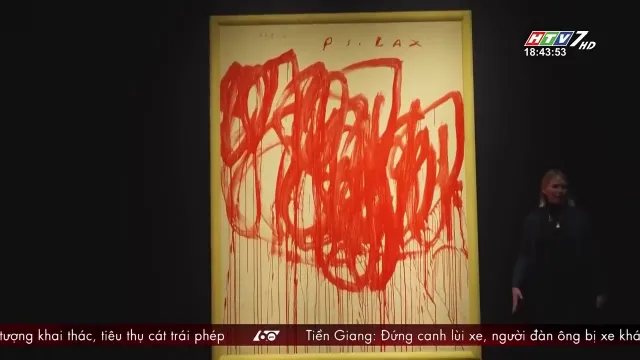 HTV7 HD
18:43:53
tượng khai thác, tiêu thụ cát trái phép
60
Tiền Giang: Đứng canh lùi xe, người đàn ông bị xe khá